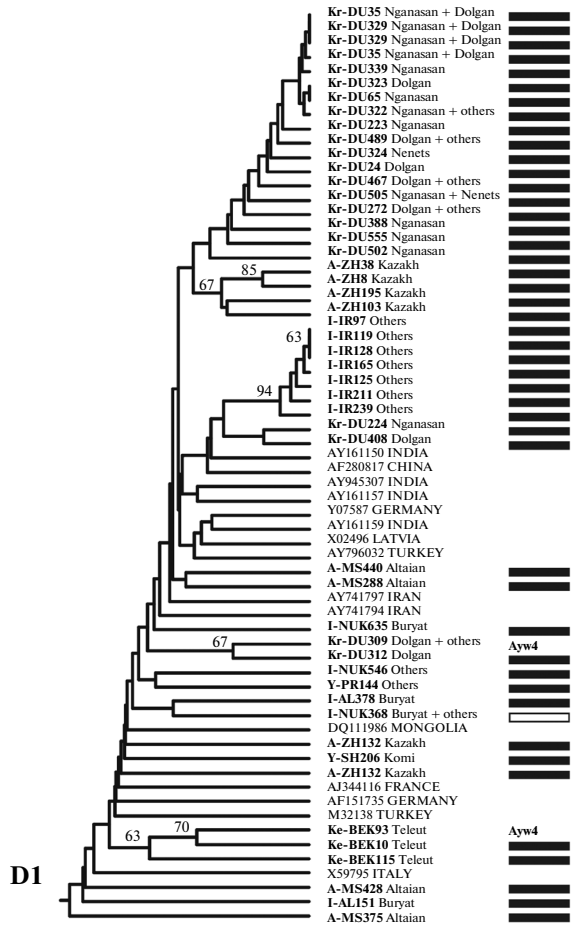 Kr-DU35 Nganasan + Dolgan
Kr-DU329 Nganasan + Dolgan
Kr-DU329 Nganasan + Dolgan
Kr-DU35 Nganasan + Dolgan
Kr-DU339 Nganasan
Kr-DU323 Dolgan
Kr-DU65 Nganasan
Kr-DU322 Nganasan + others
Kr-DU223 Nganasan
Kr-DU489 Dolgan + others
Kr-DU324 Nenets
Kr-DU24 Dolgan
Kr-DU467 Dolgan + others
Kr-DU505 Nganasan + Nenets
Kr-DU272 Dolgan + others
Kr-DU388 Nganasan
Kr-DU555 Nganasan
Kr-DU502 Nganasan
A-ZH38 Kazakh
85
A-ZH8 Kazakh
67
A-ZH195 Kazakh
A-ZH103 Kazakh
I-IR97 Others
63
I-IR119 Others
I-IR128 Others
I-IR165 Others
I-IR125 Others
94
I-IR211 Others
I-IR239 Others
Kr-DU224 Nganasan
Kr-DU408 Dolgan
AY161150 INDIA
AF280817 CHINA
AY945307 INDIA
AY161157 INDIA
Y07587 GERMANY
AY161159 INDIA
X02496 LATVIA
AY796032 TURKEY
A-MS440 Altaian
A-MS288 Altaian
AY741797 IRAN
AY741794 IRAN
I-NUK635 Buryat
67
Kr-DU309 Dolgan + others Ayw4
Kr-DU312 Dolgan
I-NUK546 Others
Y-PR144 Others
I-AL378 Buryat
I-NUK368 Buryat + others
DQ111986 MONGOLIA
A-ZH132 Kazakh
Y-SH206 Komi
A-ZH132 Kazakh
AJ344116 FRANCE
AF151735 GERMANY
M32138 TURKEY
70
Ke-BEK93 Teleut Ayw4
63
Ke-BEK10 Teleut
Ke-BEK115 Teleut
D1
X59795 ITALY
A-MS428 Altaian
I-AL151 Buryat
A-MS375 Altaian